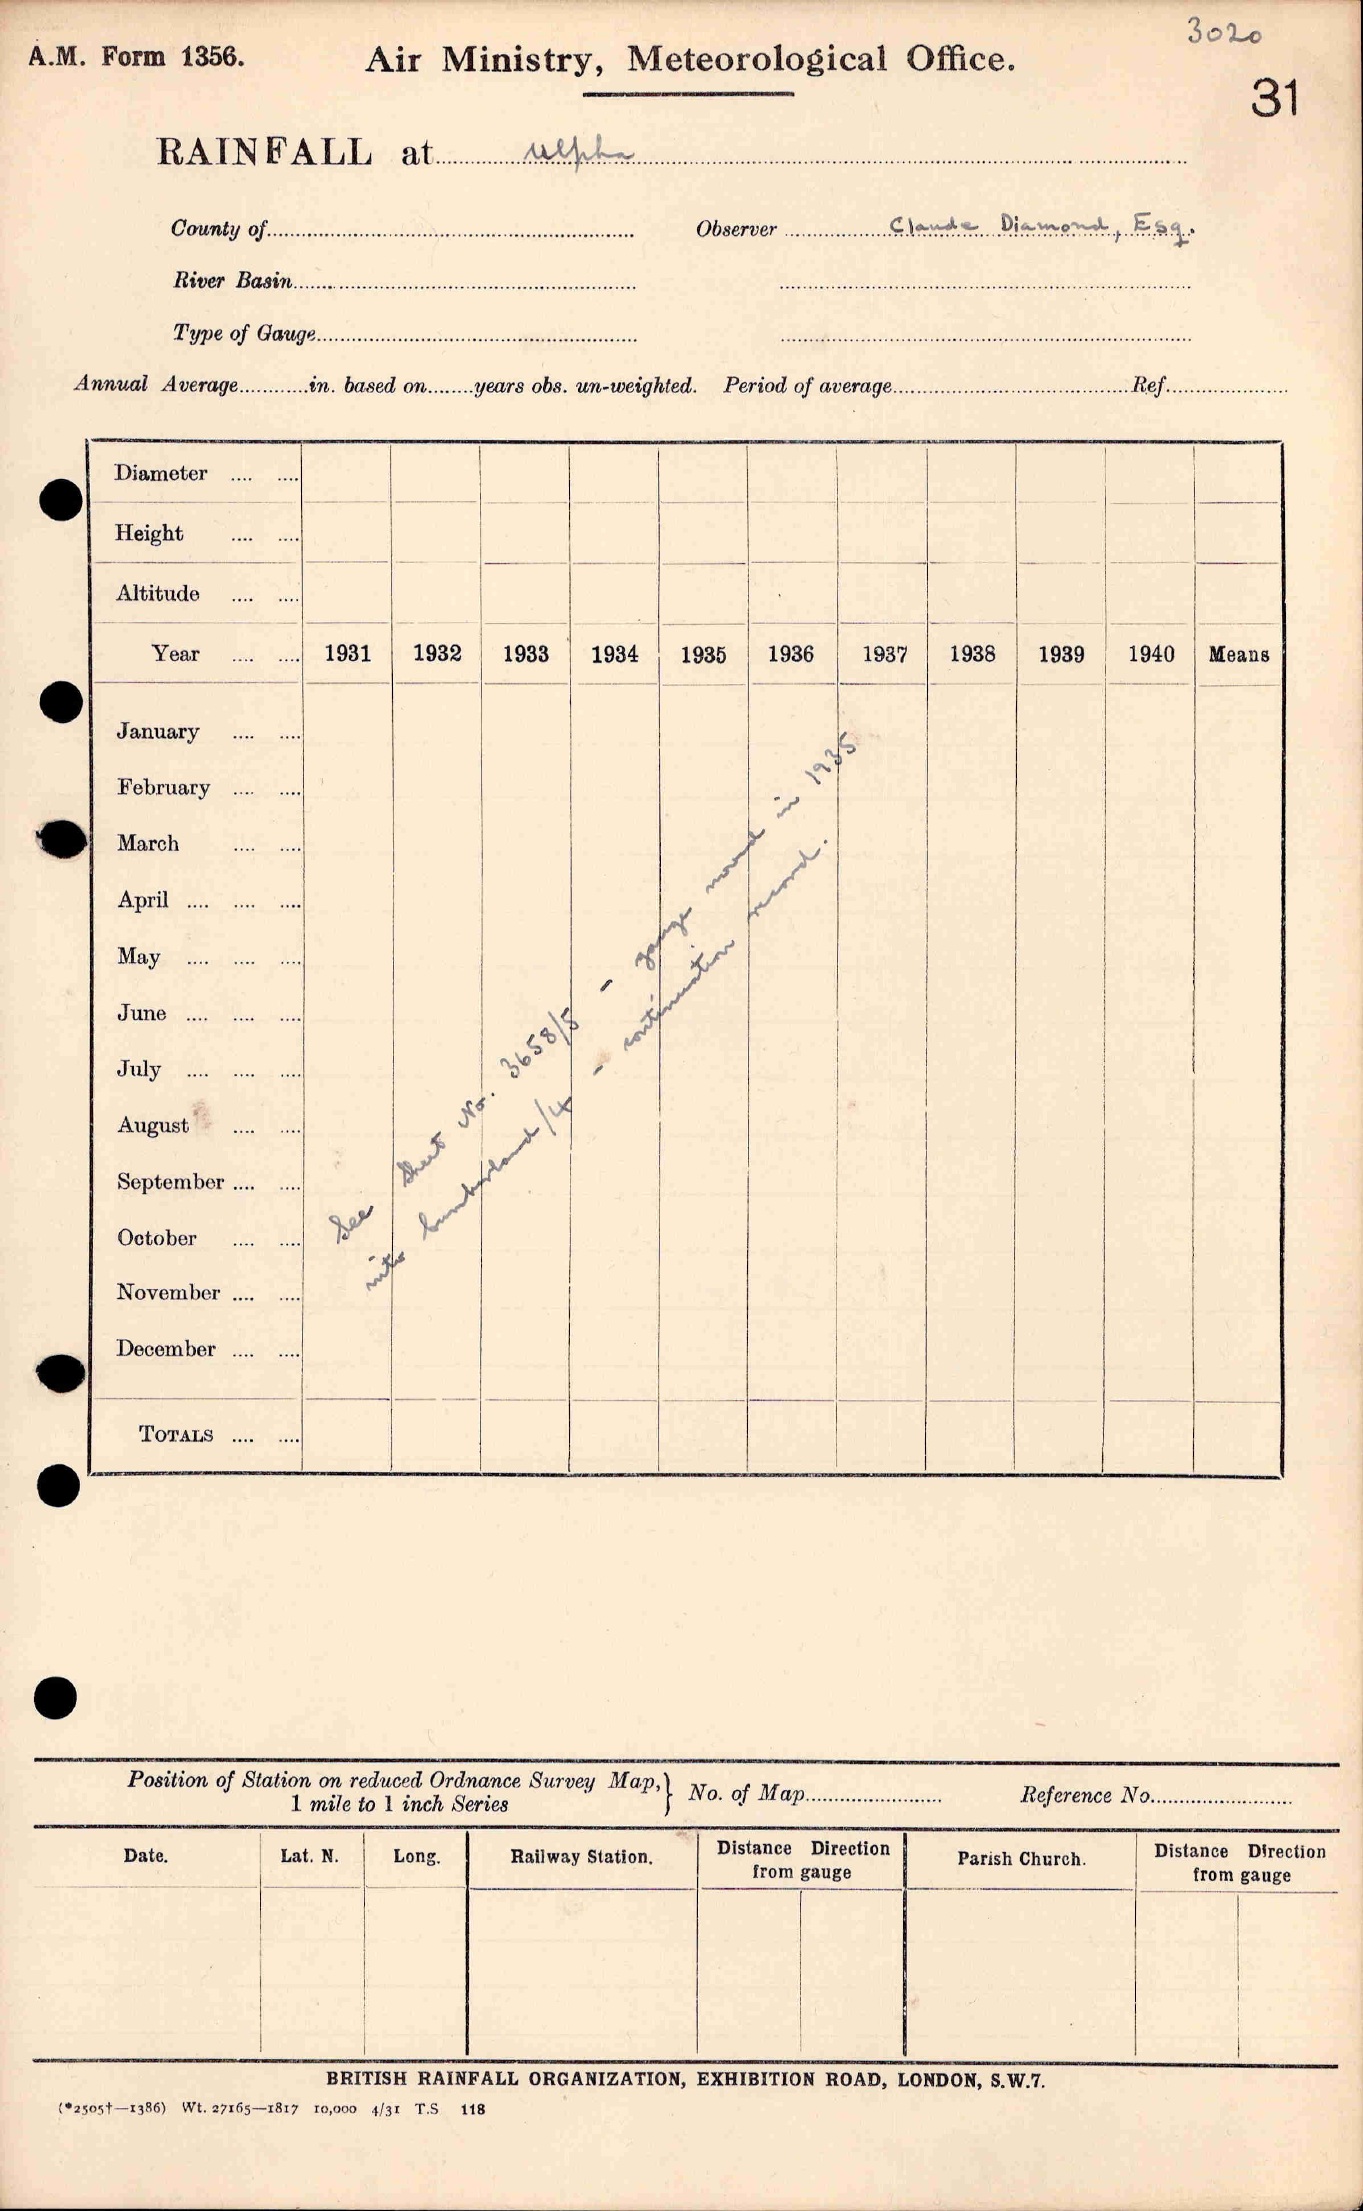 3020
A.M. Form 1356. Air Ministry, Meteorological Office.
31
RAINFALL at Ulpha
County of Observer Claude Diamond, Esq.
River Basin
Type of Gauge
Annual Average in. based on years obs. un-weighted. Period of average Ref.
Diameter
Height
Altitude
Year 1931 1932 1933 1934 1935 1936 1937 1938 1939 1940 Means
January
February
March
April
May
June
July
August
September
October
November
December
TOTALS
See Sheet No. 3658/5 - gauge moved in 1935
into Cumberland/4 - continuation record.
Position of Station on reduced Ordnance Survey Map, } No. of Map Reference No.
1 mile to 1 inch Series
Date. Lat. N. Long. Railway Station. Distance Direction from gauge Parish Church. Distance Direction from gauge
BRITISH RAINFALL ORGANIZATION, EXHIBITION ROAD, LONDON, S.W.7.
(*2505†—1386) Wt. 27165—1817 10,000 4/31 T.S 118